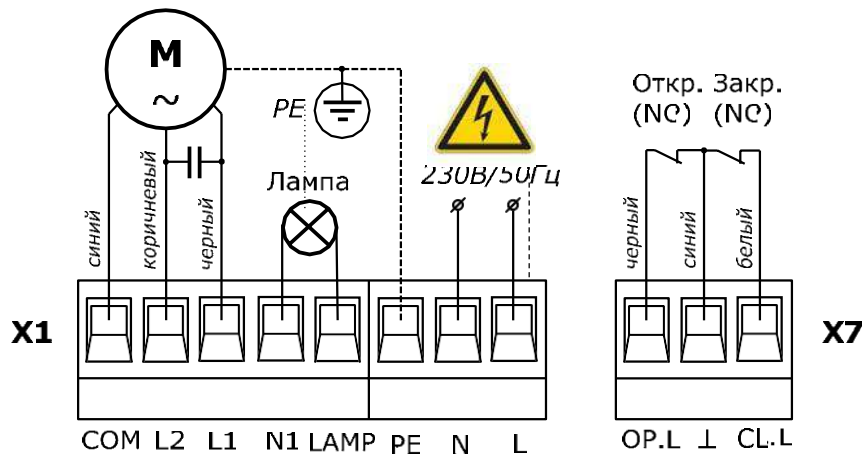 M
~
PE
Лампа
230В/50Гц
Откр. Закр.
(NC) (NC)
синий
коричневый
черный
черный
синий
белый
X1
X7
COM L2 L1 N1 LAMP PE N L
OP.L ⊥ CL.L